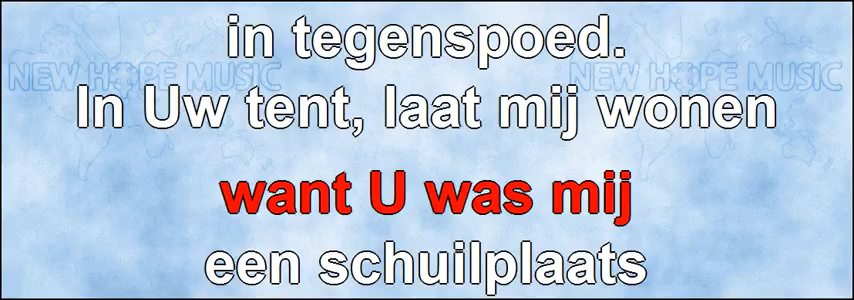 in tegenspoed.
NEW HOPE MUSIC NEW HOPE MUSIC
In Uw tent, laat mij wonen
want U was mij
een schuilplaats